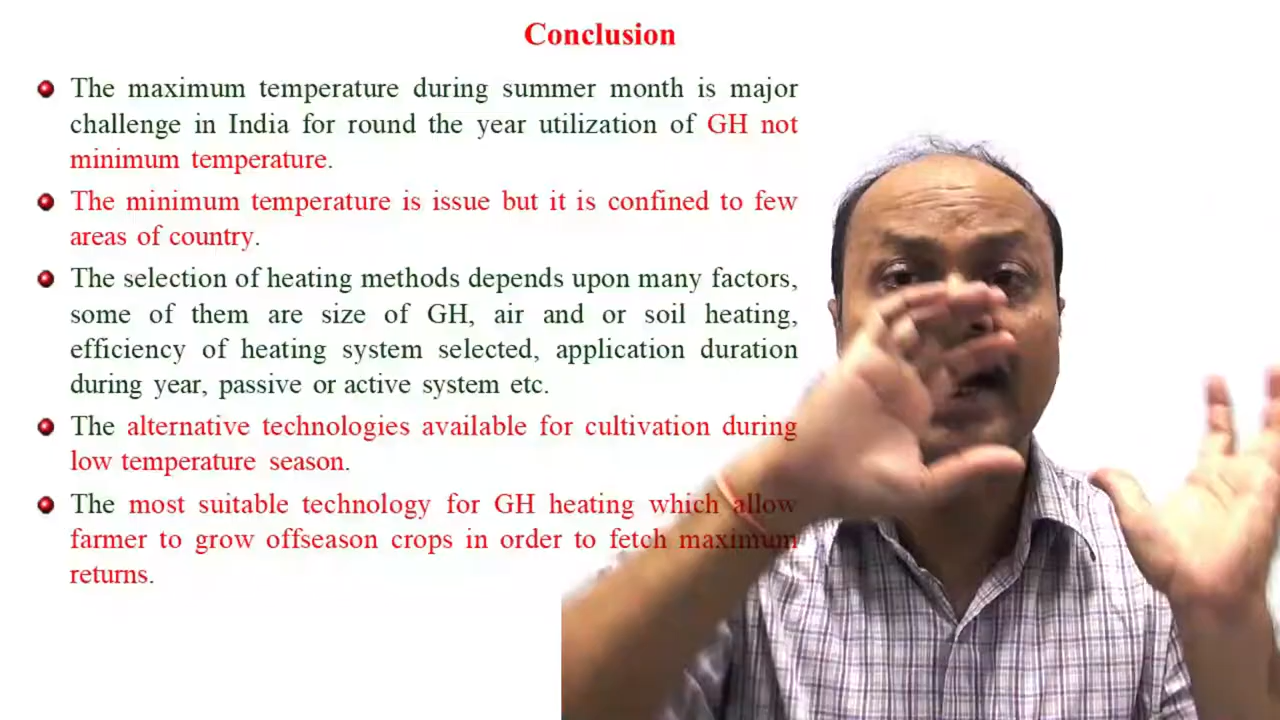 Conclusion
The maximum temperature during summer month is major
challenge in India for round the year utilization of GH not
minimum temperature.
The minimum temperature is issue but it is confined to few
areas of country.
The selection of heating methods depends upon many factors,
some of them are size of GH, air and or soil heating,
efficiency of heating system selected, application duration
during year, passive or active system etc.
The alternative technologies available for cultivation during
low temperature season.
The most suitable technology for GH heating which allow
farmer to grow offseason crops in order to fetch maximum
returns.